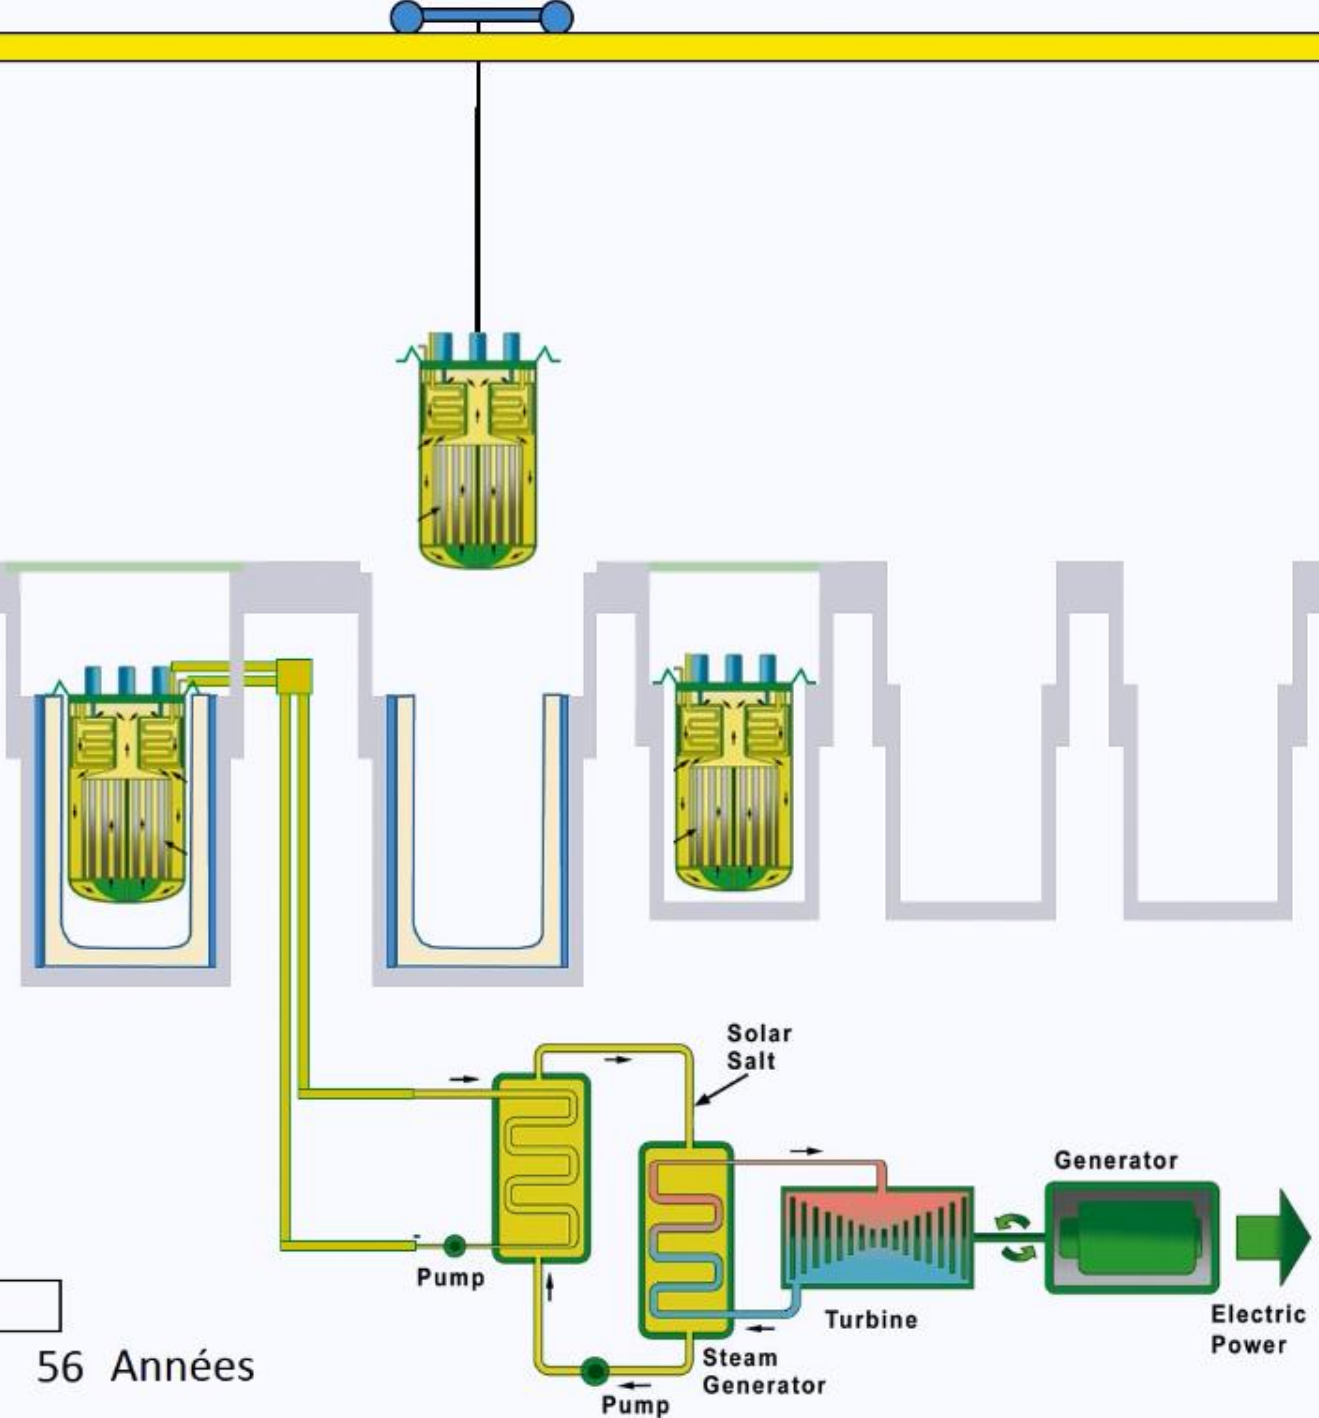 Solar
Salt
Generator
Pump
Turbine
Electric
Power
Steam
Generator
56 Années
Pump